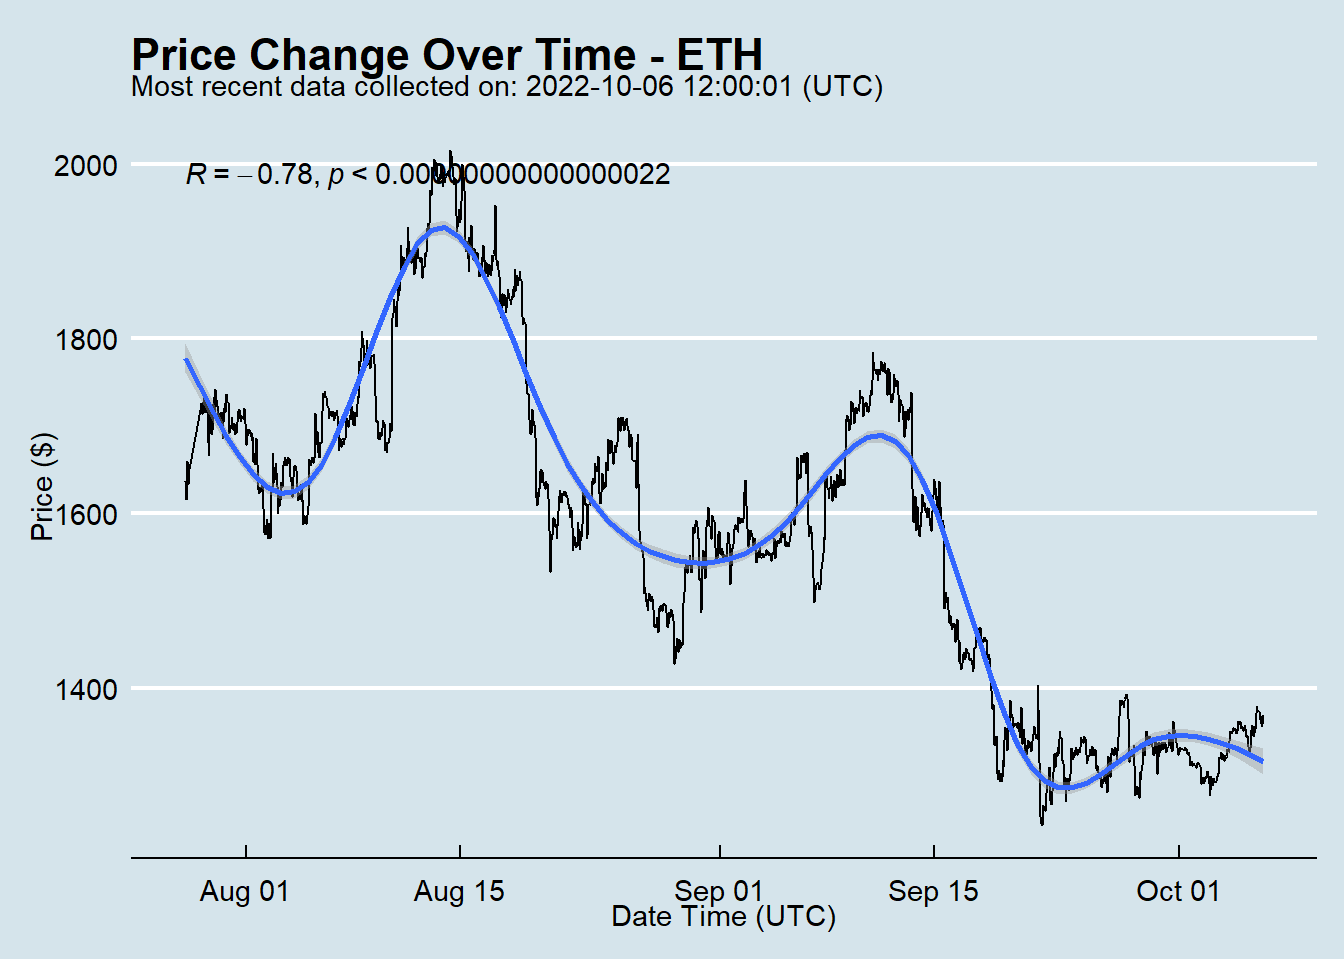 Price Change Over Time - ETH
Most recent data collected on: 2022-10-06 12:00:01 (UTC)
R = −0.78, p < 0.00000000000000022
2000
1800
1600
1400
Price ($)
Aug 01
Aug 15
Sep 01
Sep 15
Oct 01
Date Time (UTC)